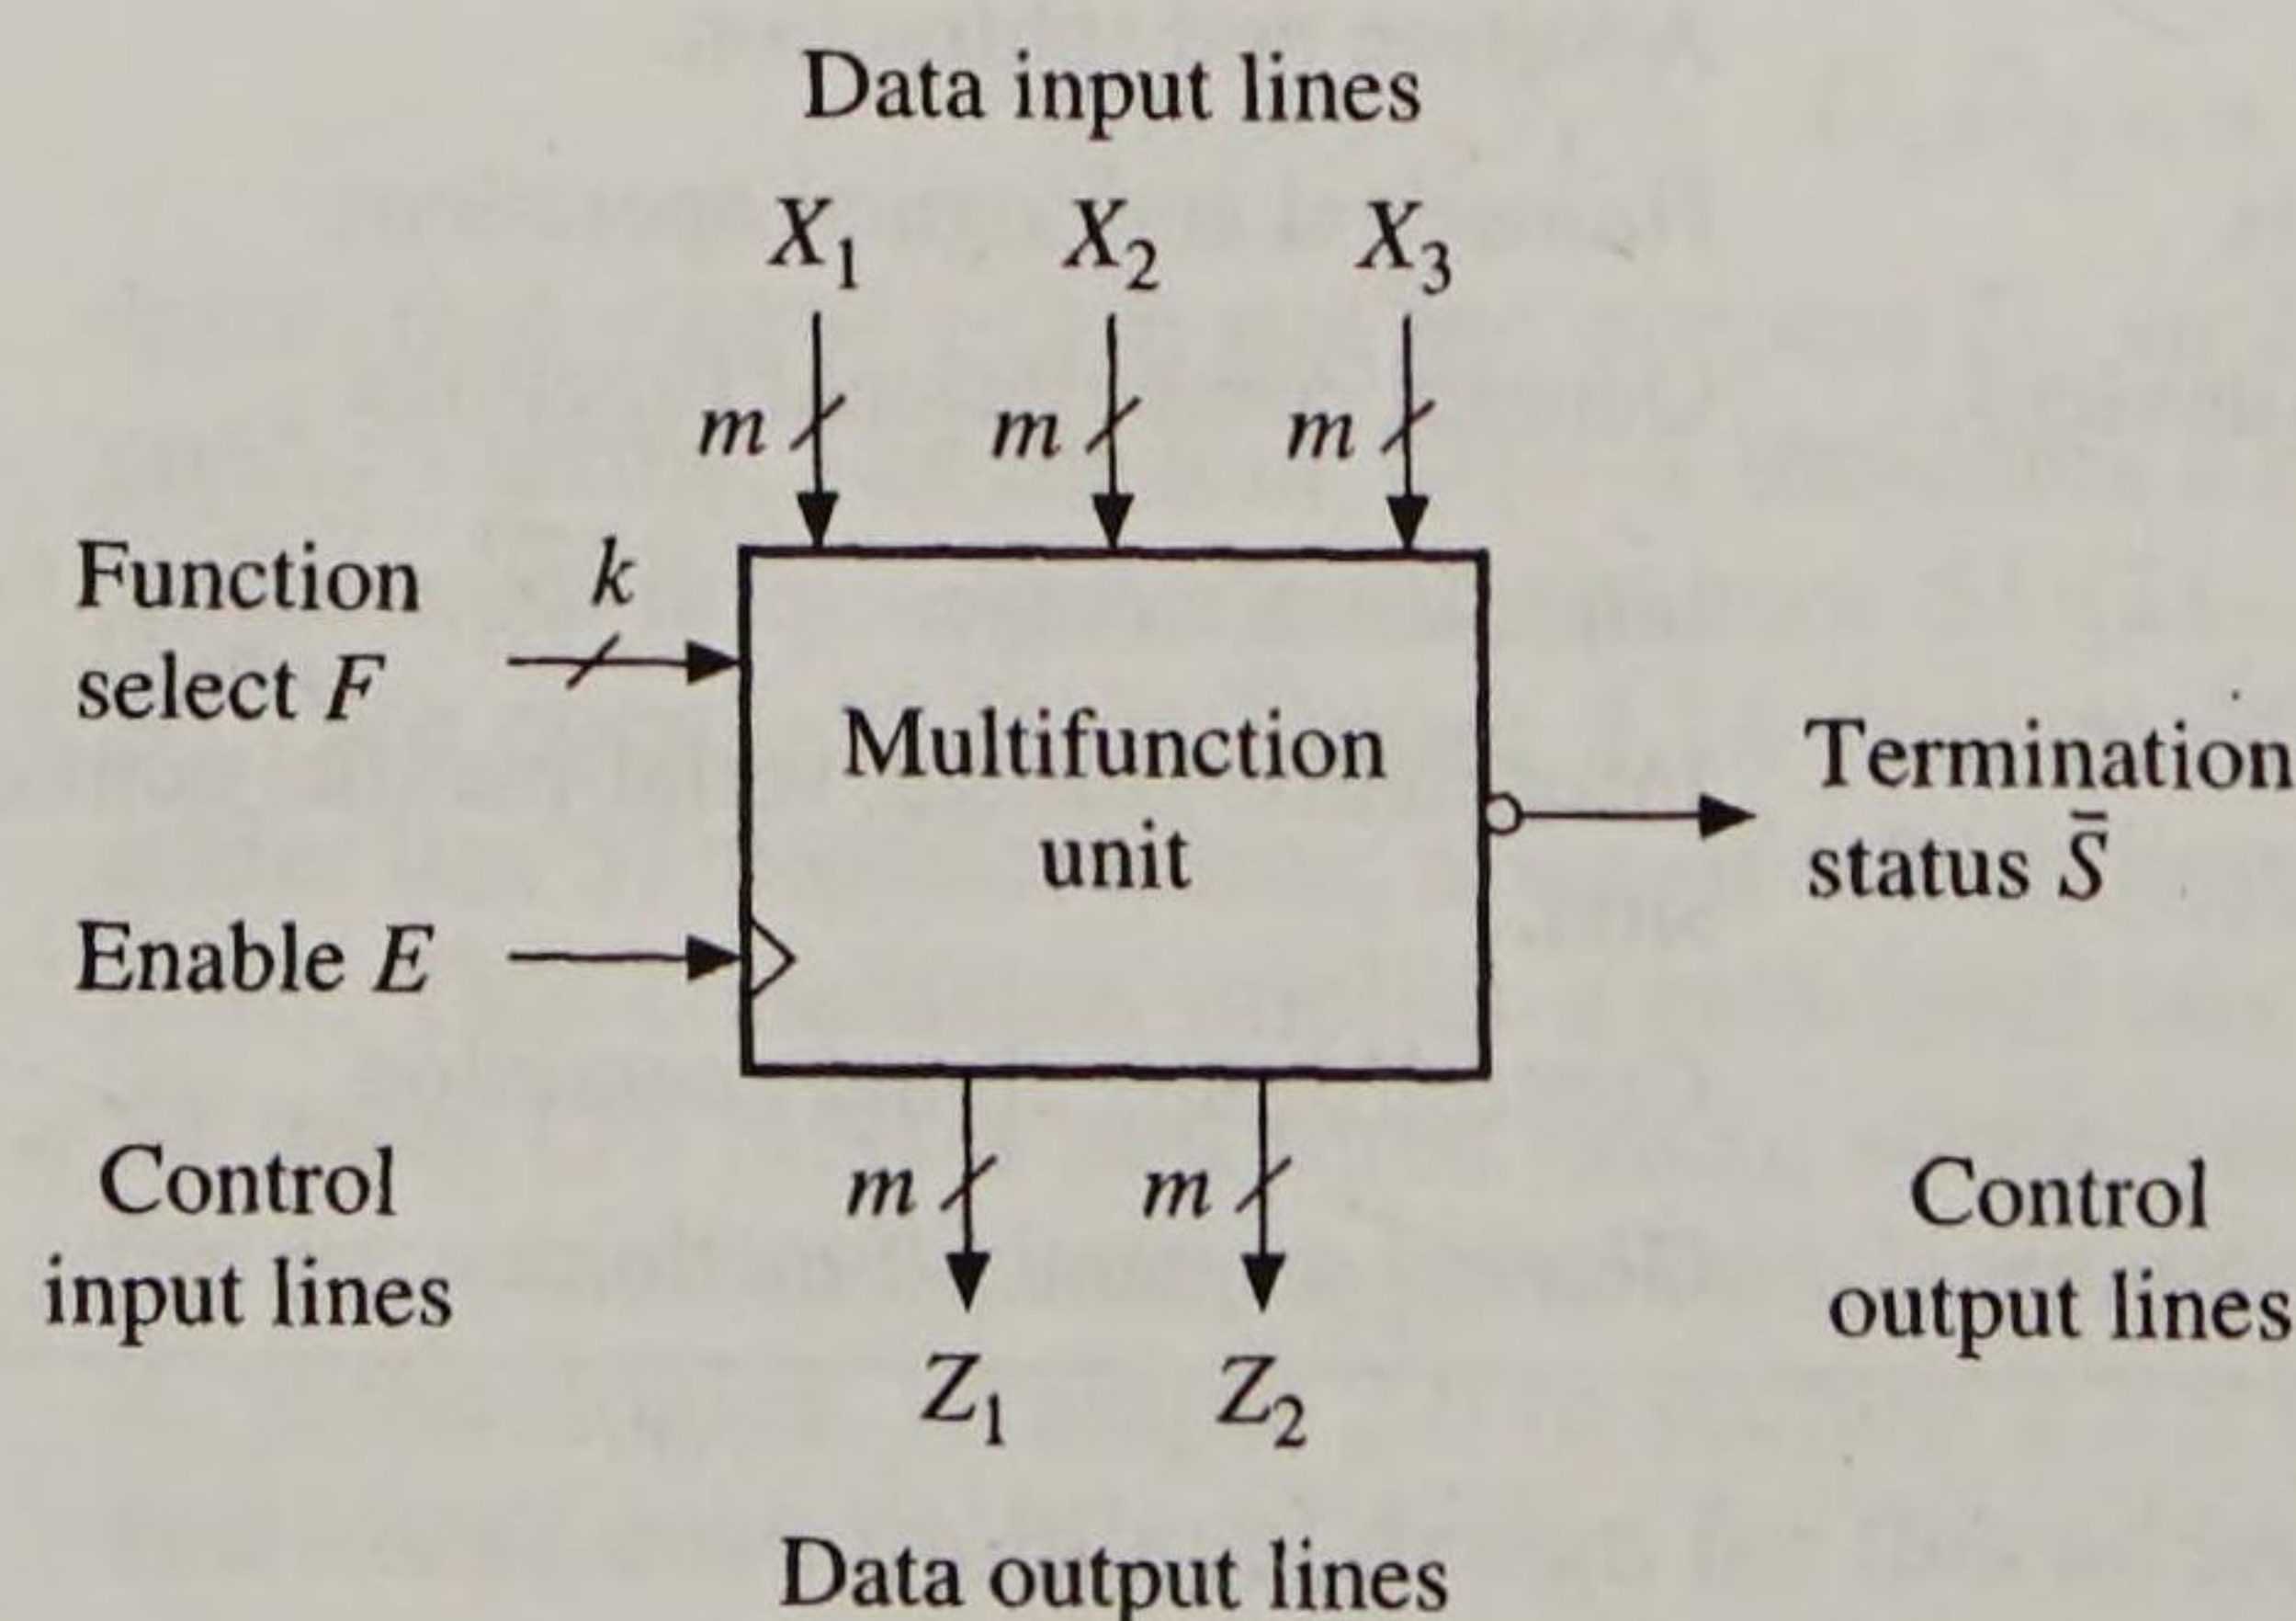 Data input lines
X₁ X₂ X₃
m m m
Function k
select F
Multifunction
unit
Termination
status S̄
Enable E
Control
input lines
m m
Control
output lines
Z₁ Z₂
Data output lines